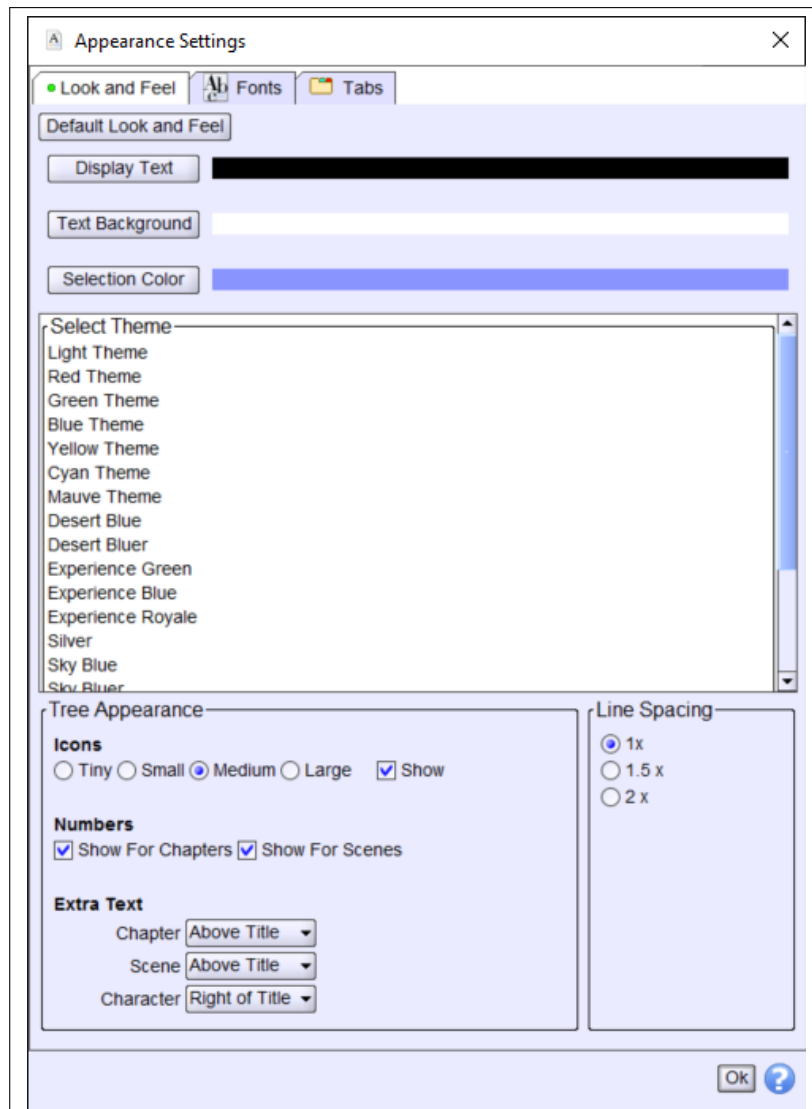 Appearance Settings
Look and Feel
Fonts
Tabs
Default Look and Feel
Display Text
Text Background
Selection Color
Select Theme
Light Theme
Red Theme
Green Theme
Blue Theme
Yellow Theme
Cyan Theme
Mauve Theme
Desert Blue
Desert Bluer
Experience Green
Experience Blue
Experience Royale
Silver
Sky Blue
Sky Bluer
Tree Appearance
Icons
Tiny Small Medium Large Show
Numbers
Show For Chapters Show For Scenes
Extra Text
Chapter Above Title
Scene Above Title
Character Right of Title
Line Spacing
1x
1.5 x
2 x
Ok